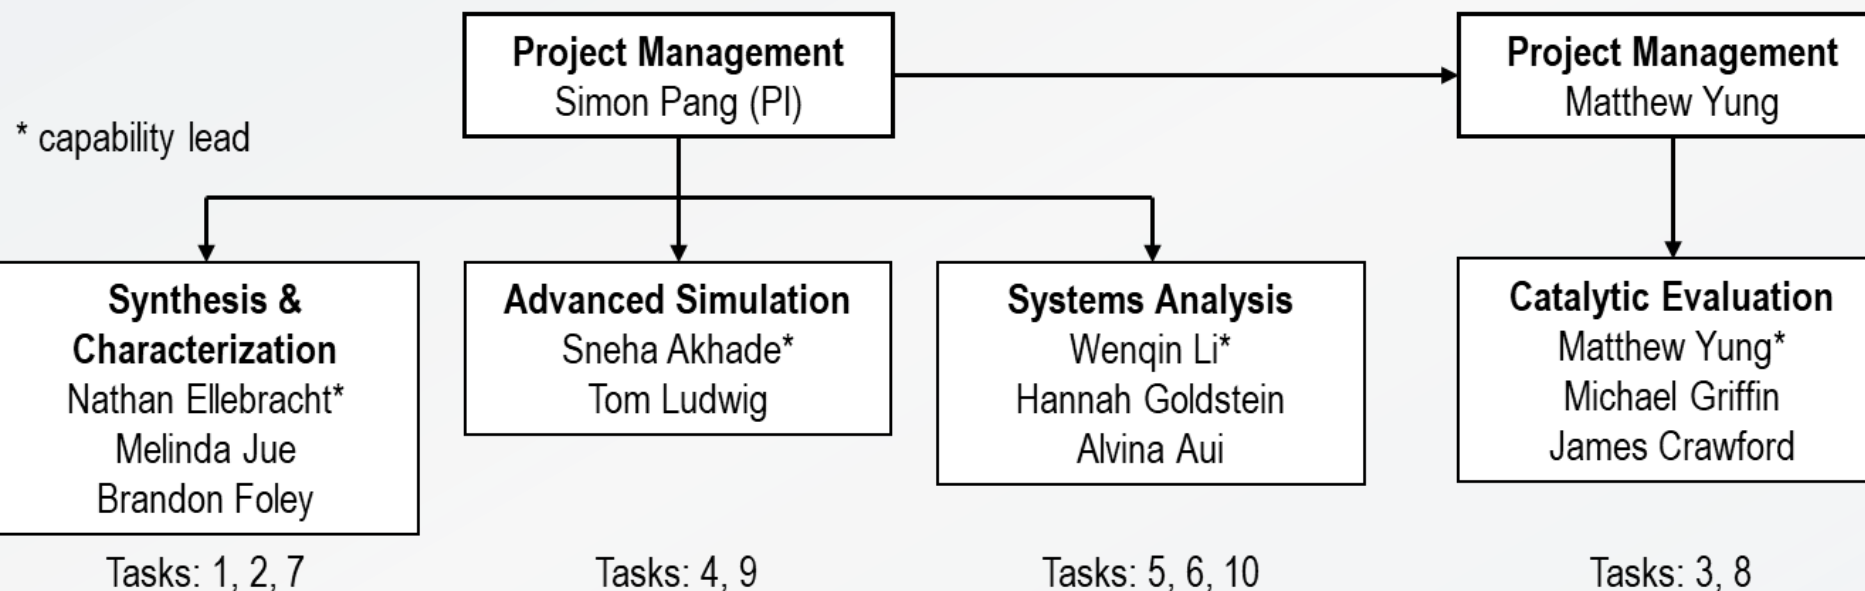 Project Management
Simon Pang (PI)
Project Management
Matthew Yung
* capability lead
Synthesis &
Characterization
Nathan Ellebracht*
Melinda Jue
Brandon Foley
Tasks: 1, 2, 7
Advanced Simulation
Sneha Akhade*
Tom Ludwig
Tasks: 4, 9
Systems Analysis
Wenqin Li*
Hannah Goldstein
Alvina Aui
Tasks: 5, 6, 10
Catalytic Evaluation
Matthew Yung*
Michael Griffin
James Crawford
Tasks: 3, 8